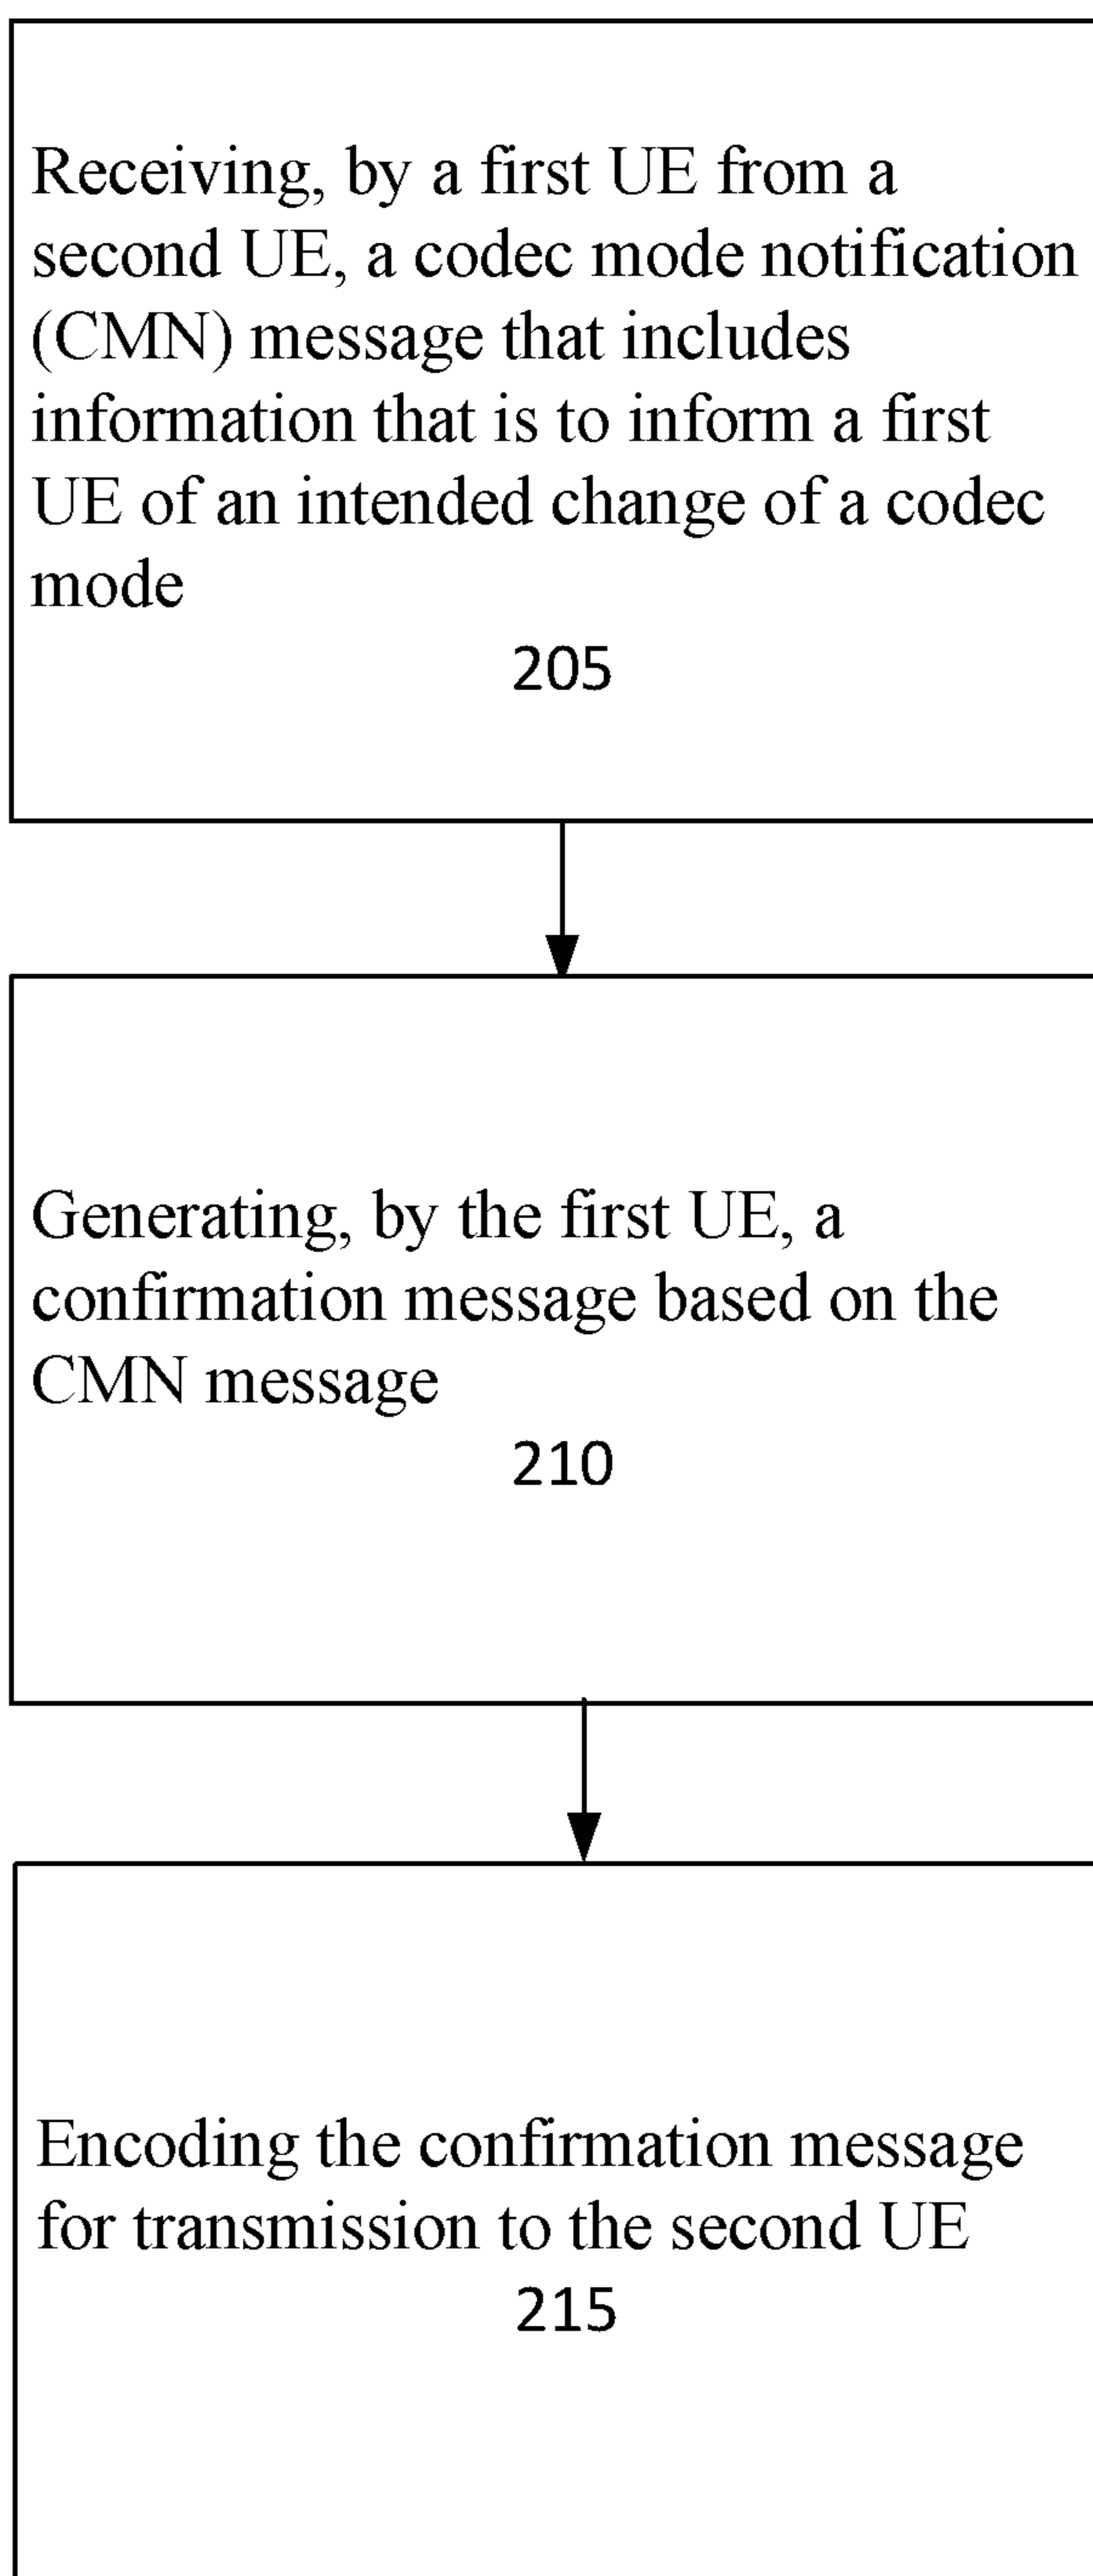 Receiving, by a first UE from a
second UE, a codec mode notification
(CMN) message that includes
information that is to inform a first
UE of an intended change of a codec
mode
205
Generating, by the first UE, a
confirmation message based on the
CMN message
210
Encoding the confirmation message
for transmission to the second UE
215